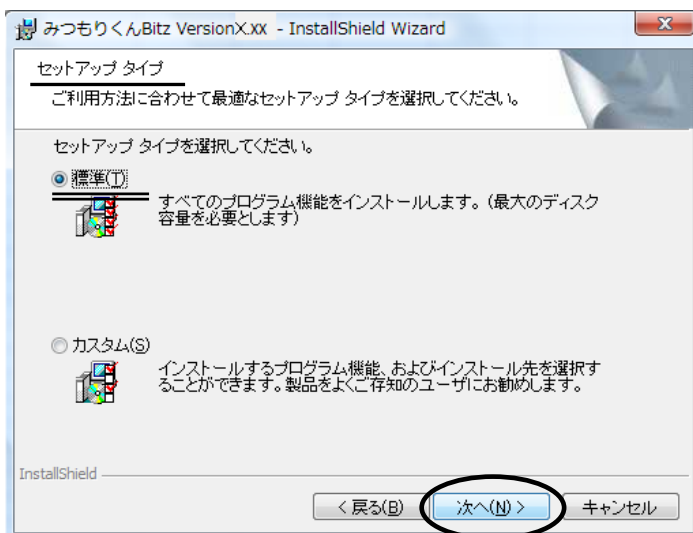 みつもりくんBitz VersionX.xx - InstallShield Wizard
セットアップ タイプ
ご利用方法に合わせて最適なセットアップ タイプを選択してください。
セットアップ タイプを選択してください。
標準(T)
すべてのプログラム機能をインストールします。(最大のディスク
容量を必要とします)
カスタム(S)
インストールするプログラム機能、およびインストール先を選択す
ることができます。製品をよくご存知のユーザにお勧めします。
InstallShield
< 戻る(B) 次へ(N) > キャンセル